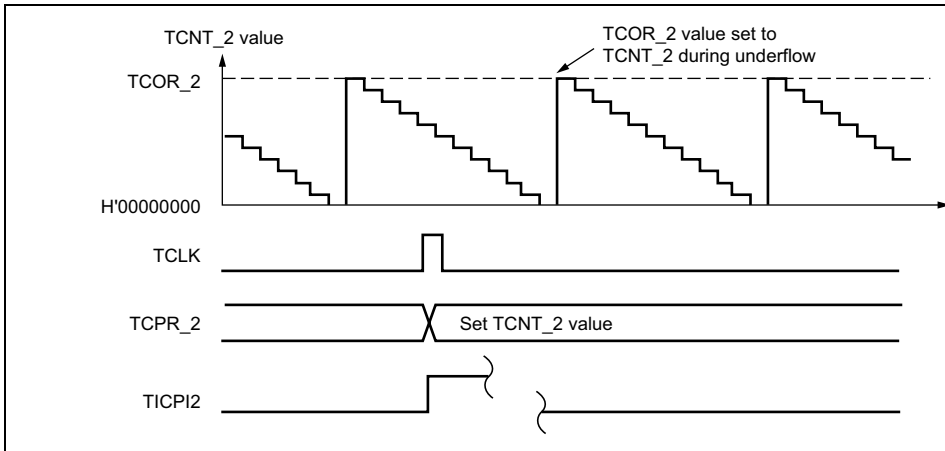 TCNT_2 value
TCOR_2 value set to
TCNT_2 during underflow
TCOR_2
H'00000000
TCLK
TCPR_2
Set TCNT_2 value
TICPI2